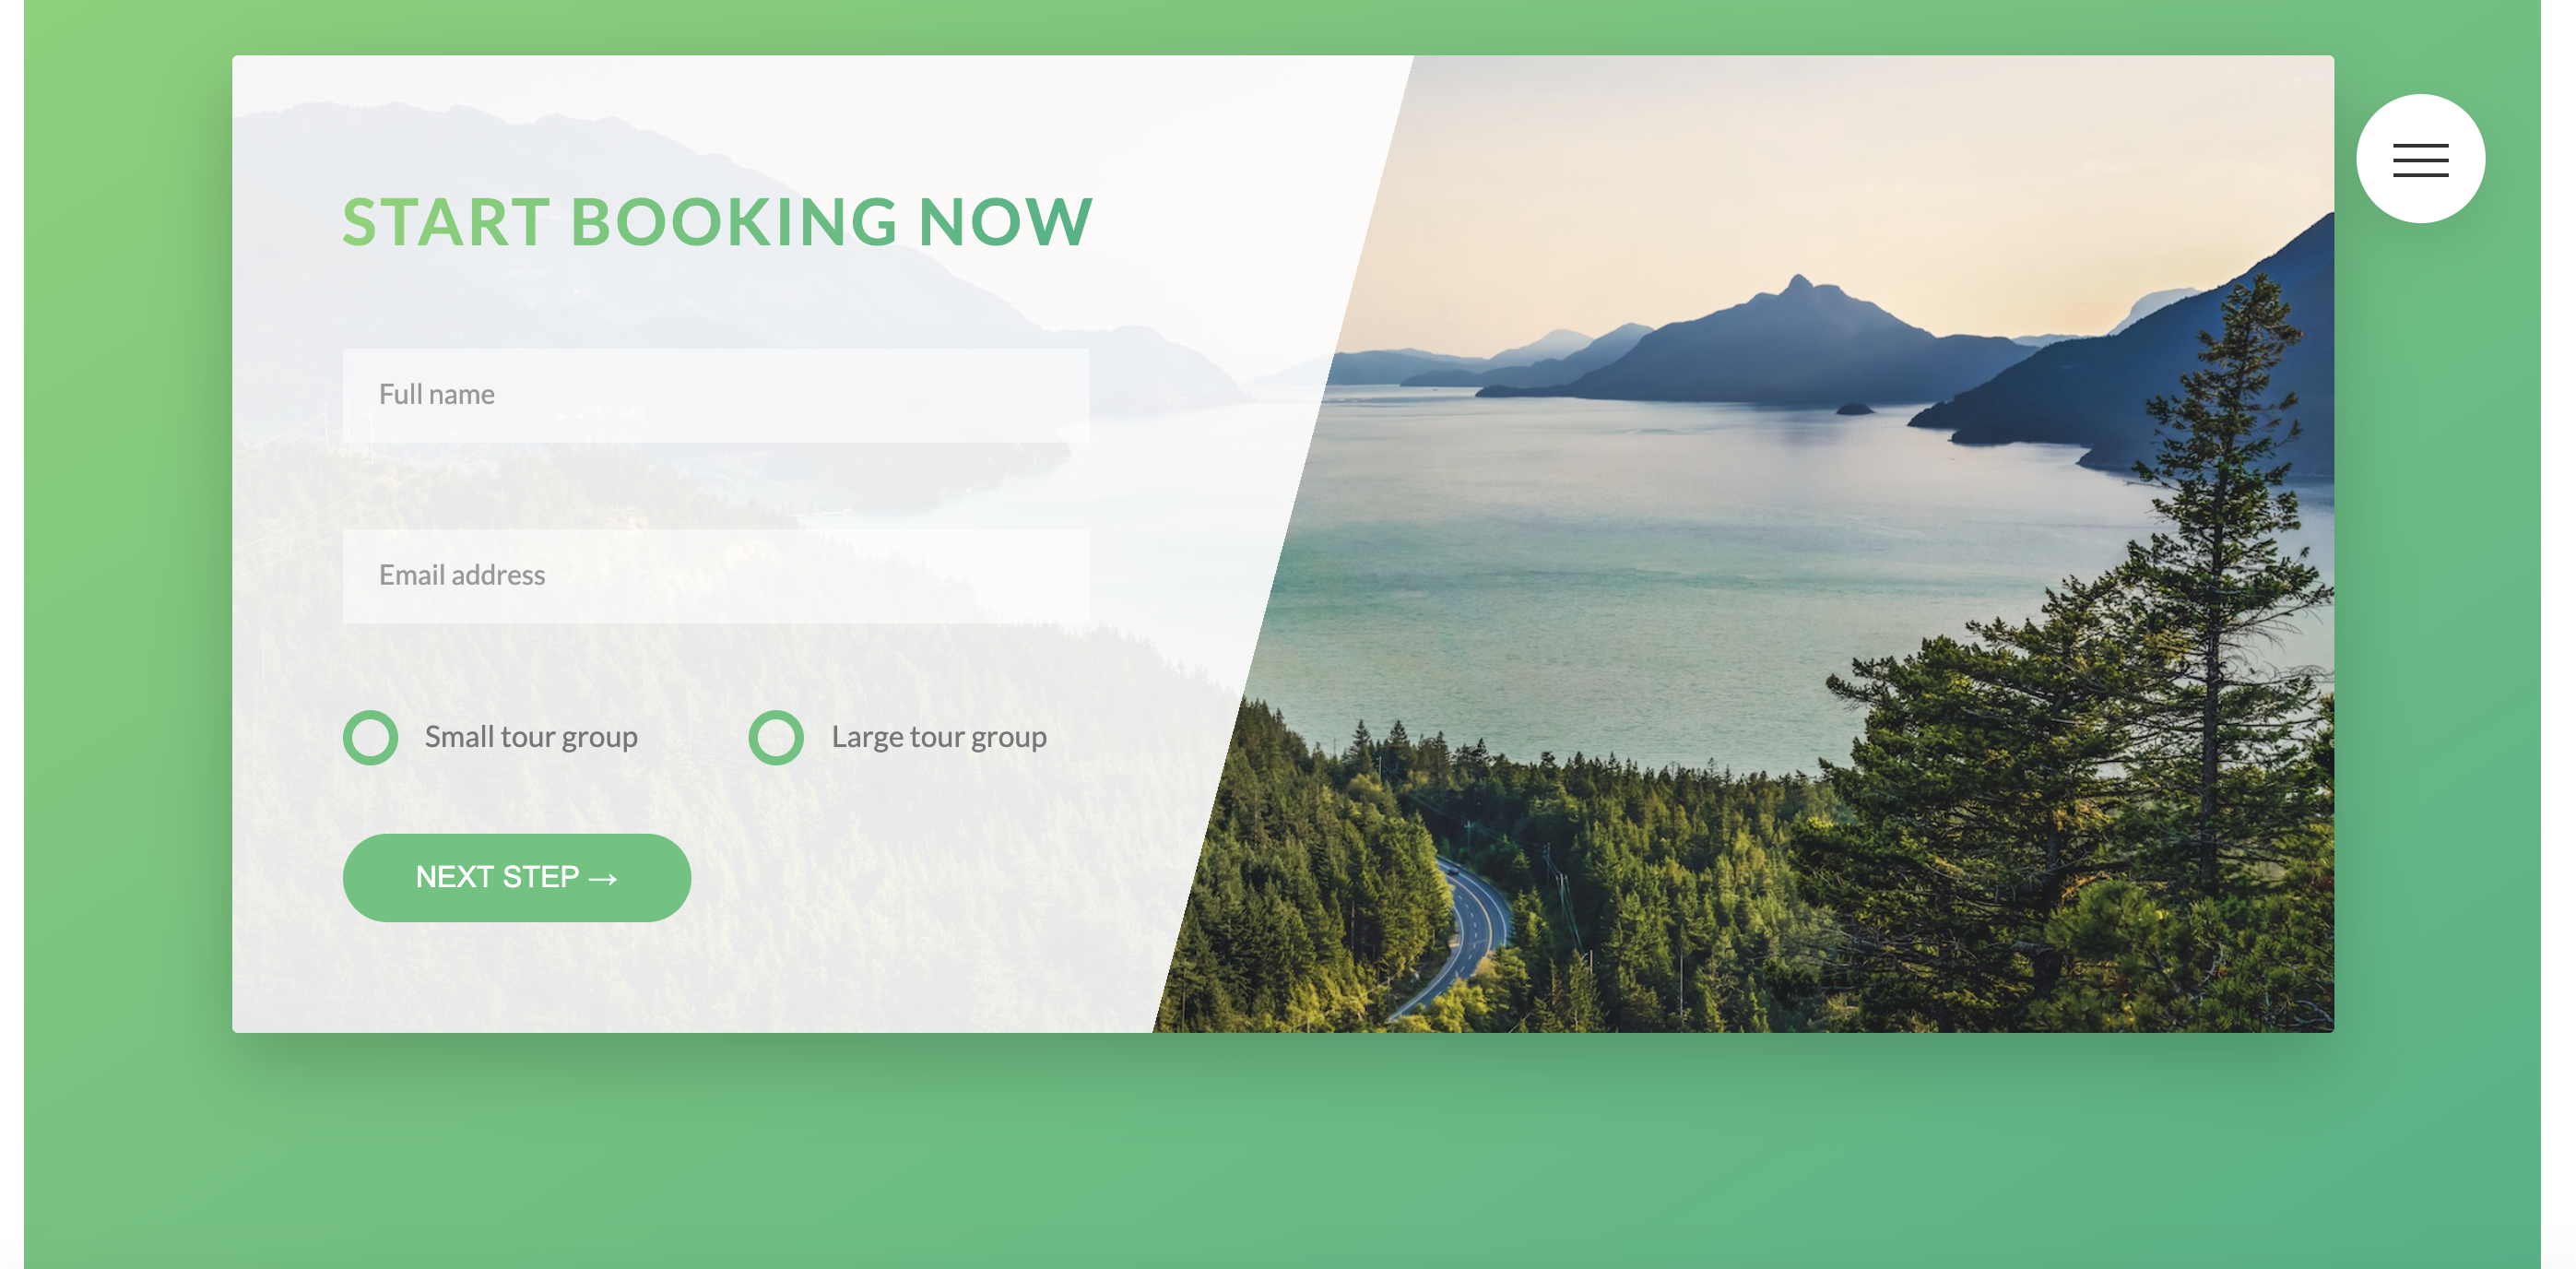 START BOOKING NOW
Full name
Email address
Small tour group
Large tour group
NEXT STEP →